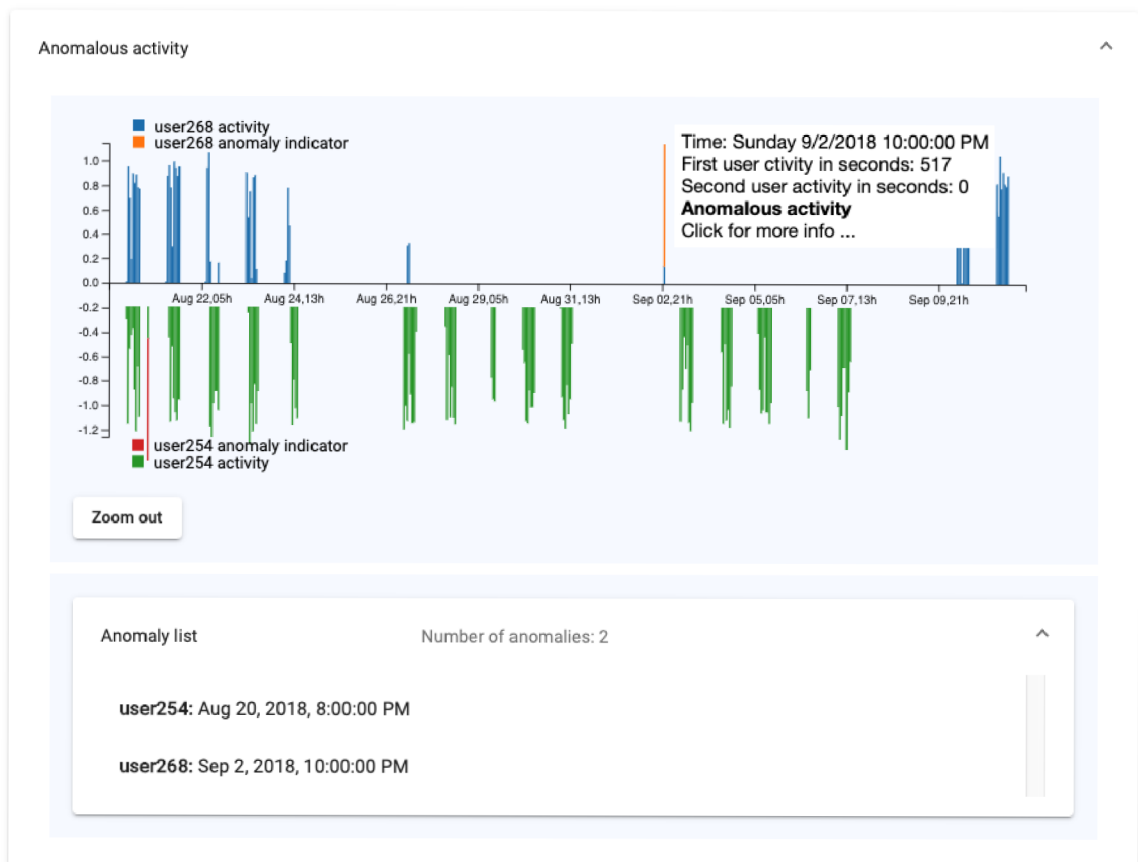 Anomalous activity
user268 activity
user268 anomaly indicator
Time: Sunday 9/2/2018 10:00:00 PM
First user ctivity in seconds: 517
Second user activity in seconds: 0
Anomalous activity
Click for more info ...
1.0
0.8
0.6
0.4
0.2
0.0
Aug 22,05h Aug 24,13h Aug 26,21h Aug 29,05h Aug 31,13h Sep 02,21h Sep 05,05h Sep 07,13h Sep 09,21h
-0.2
-0.4
-0.6
-0.8
-1.0
-1.2
user254 anomaly indicator
user254 activity
Zoom out
Anomaly list Number of anomalies: 2
user254: Aug 20, 2018, 8:00:00 PM
user268: Sep 2, 2018, 10:00:00 PM